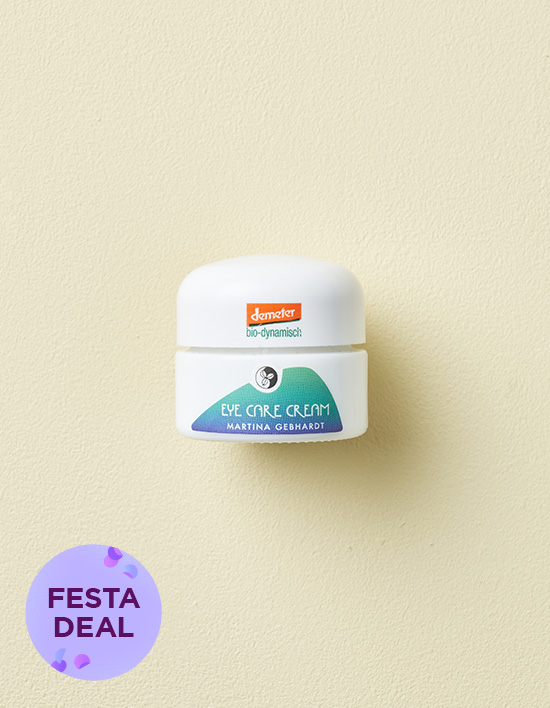 demeter
bio-dynamisch
EYE CARE CREAM
MARTINA GEBHARDT
FESTA
DEAL